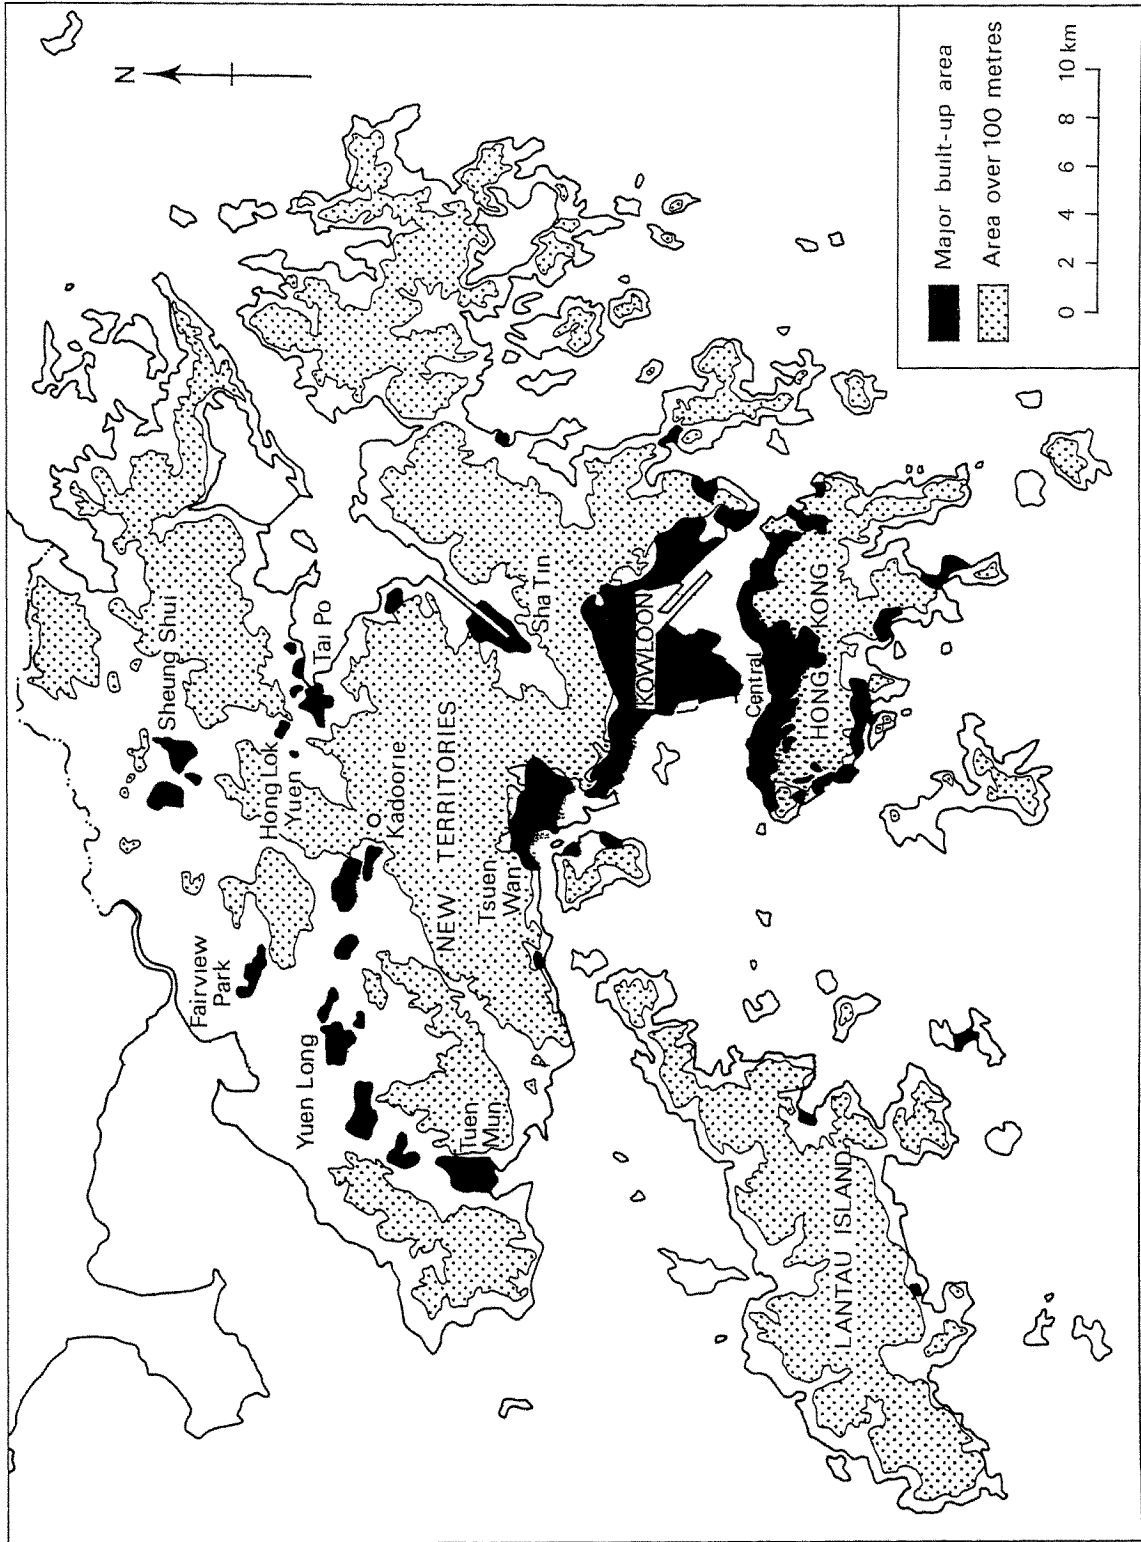 N
Sheung Shui
Hong Lok
Yuen
Tai Po
Fairview
Park
Kadoorie
Yuen Long
NEW TERRITORIES
Sha Tin
Tuen
Mun
Tsuen
Wan
KOWLOON
Central
HONG KONG
LANTAU ISLAND
Major built-up area
Area over 100 metres
0 2 4 6 8 10 km